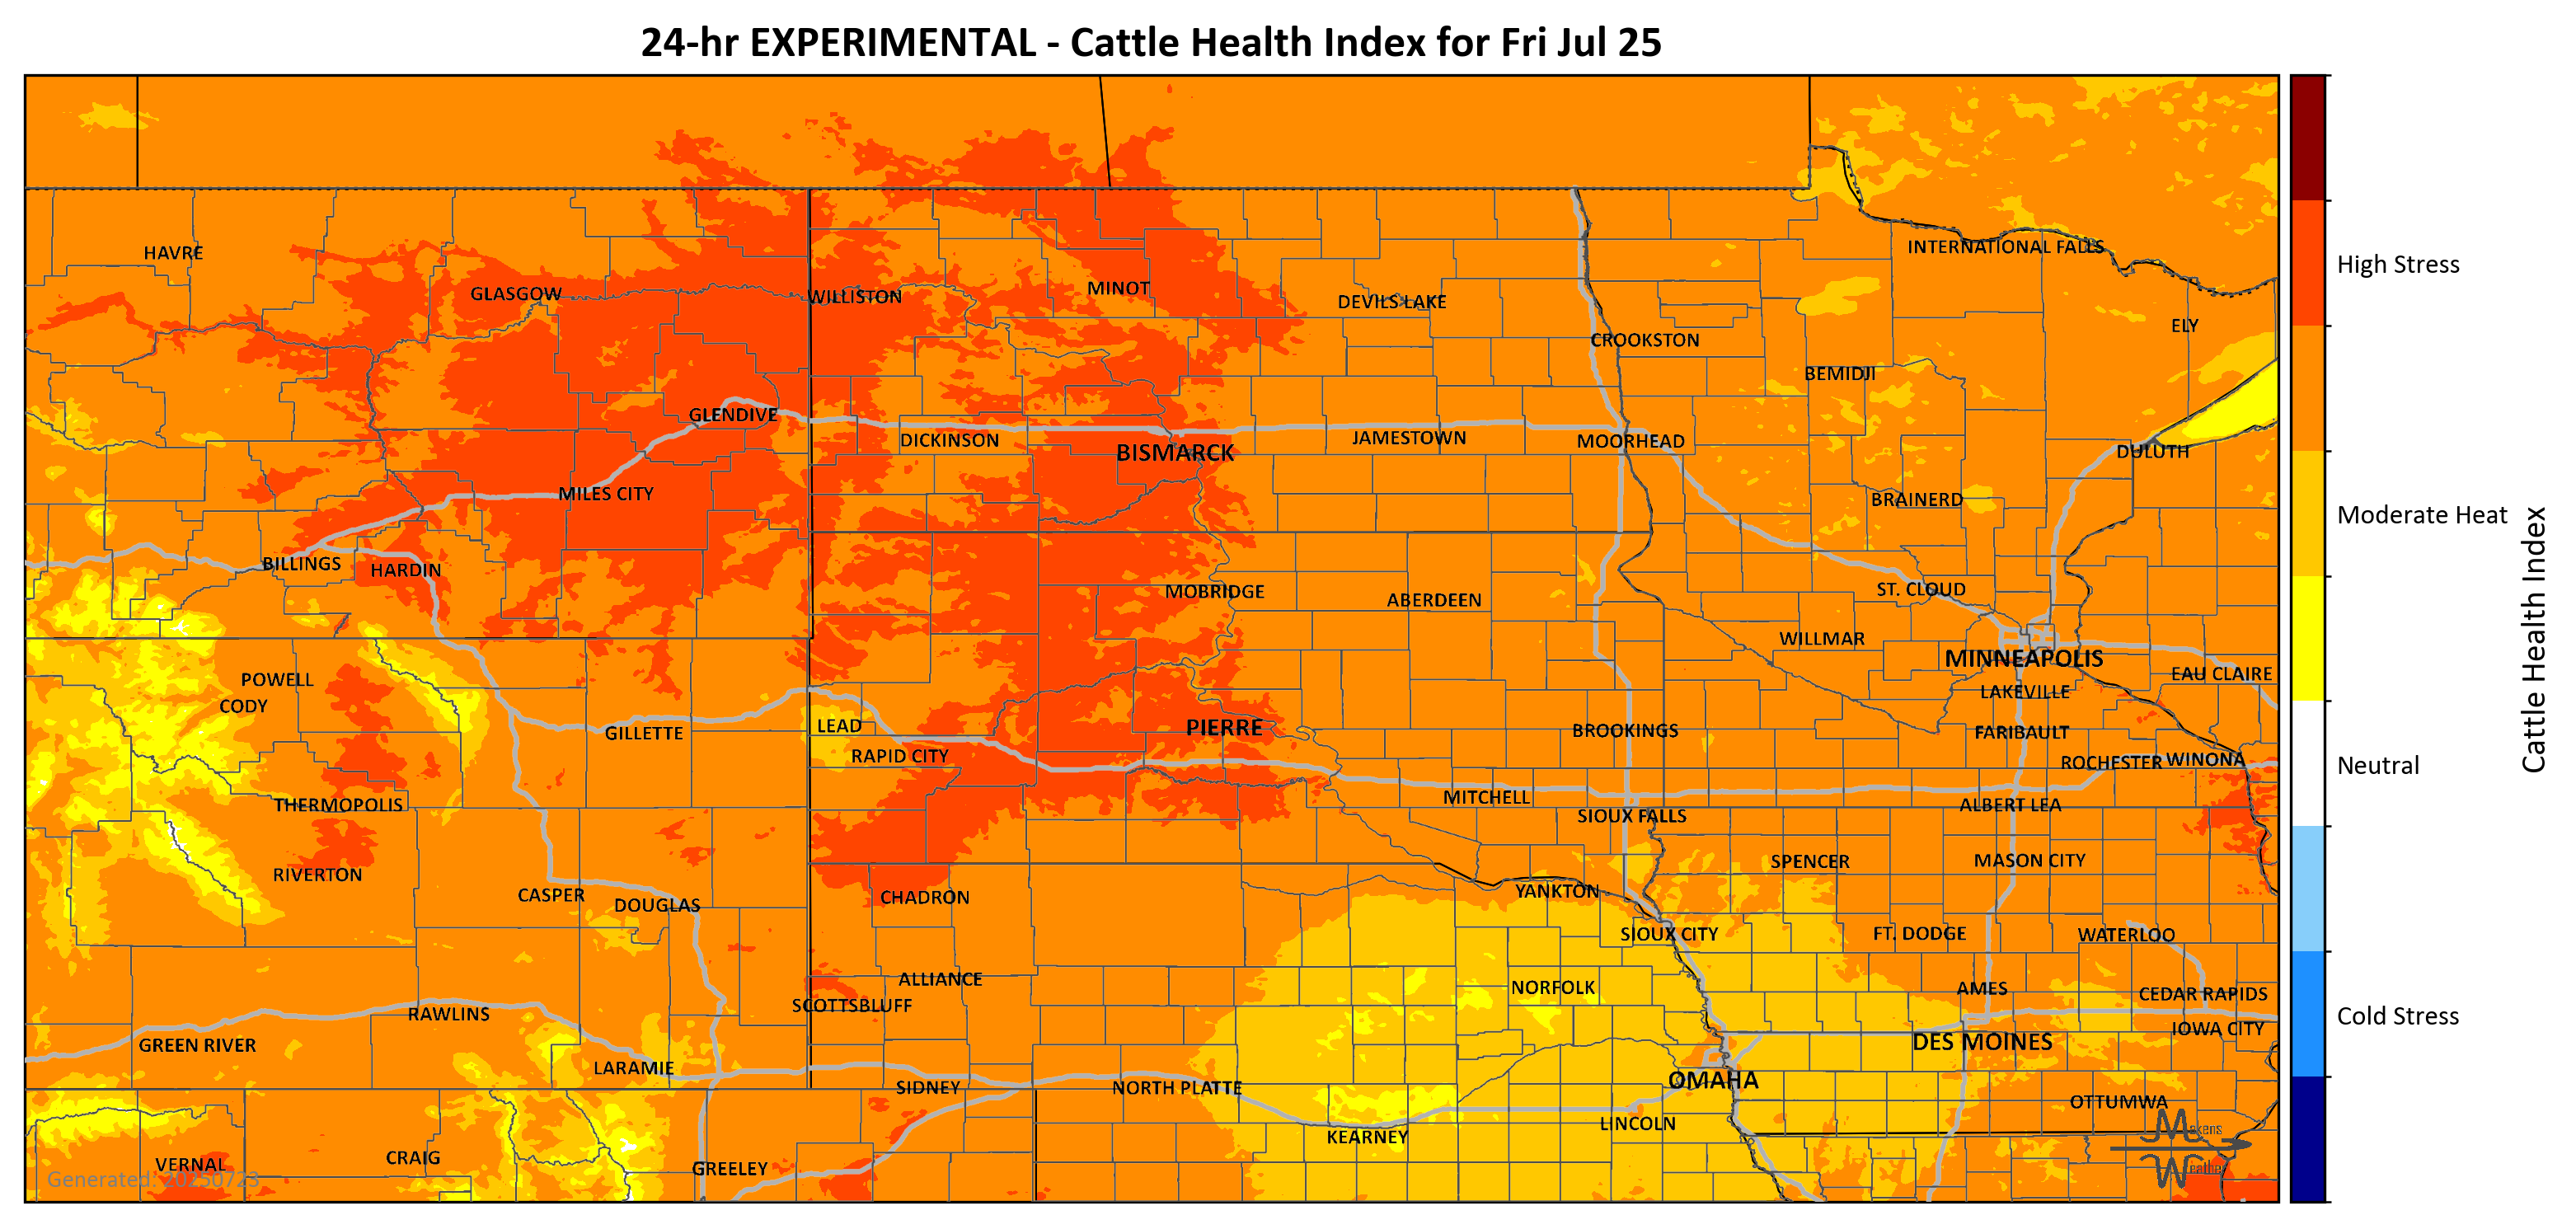 24-hr EXPERIMENTAL - Cattle Health Index for Fri Jul 25
HAVRE
INTERNATIONAL FALLS
GLASGOW
WILLISTON
MINOT
DEVILS LAKE
ELY
CROOKSTON
BEMIDJI
GLENDIVE
DICKINSON
BISMARCK
JAMESTOWN
MOORHEAD
DULUTH
MILES CITY
BRAINERD
BILLINGS
HARDIN
MOBRIDGE
ABERDEEN
ST. CLOUD
WILLMAR
MINNEAPOLIS
POWELL
EAU CLAIRE
CODY
LAKEVILLE
GILLETTE
LEAD
PIERRE
BROOKINGS
FARIBAULT
RAPID CITY
ROCHESTER
WINONA
THERMOPOLIS
MITCHELL
ALBERT LEA
SIOUX FALLS
RIVERTON
SPENCER
MASON CITY
CASPER
DOUGLAS
CHADRON
YANKTON
SIOUX CITY
FT. DODGE
WATERLOO
ALLIANCE
NORFOLK
AMES
CEDAR RAPIDS
SCOTTSBLUFF
RAWLINS
IOWA CITY
GREEN RIVER
DES MOINES
LARAMIE
SIDNEY
NORTH PLATTE
OMAHA
OTTUMWA
KEARNEY
LINCOLN
VERNAL
CRAIG
GREELEY
Generated: 20250723
Makens
Weather
High Stress
Moderate Heat
Neutral
Cold Stress
Cattle Health Index